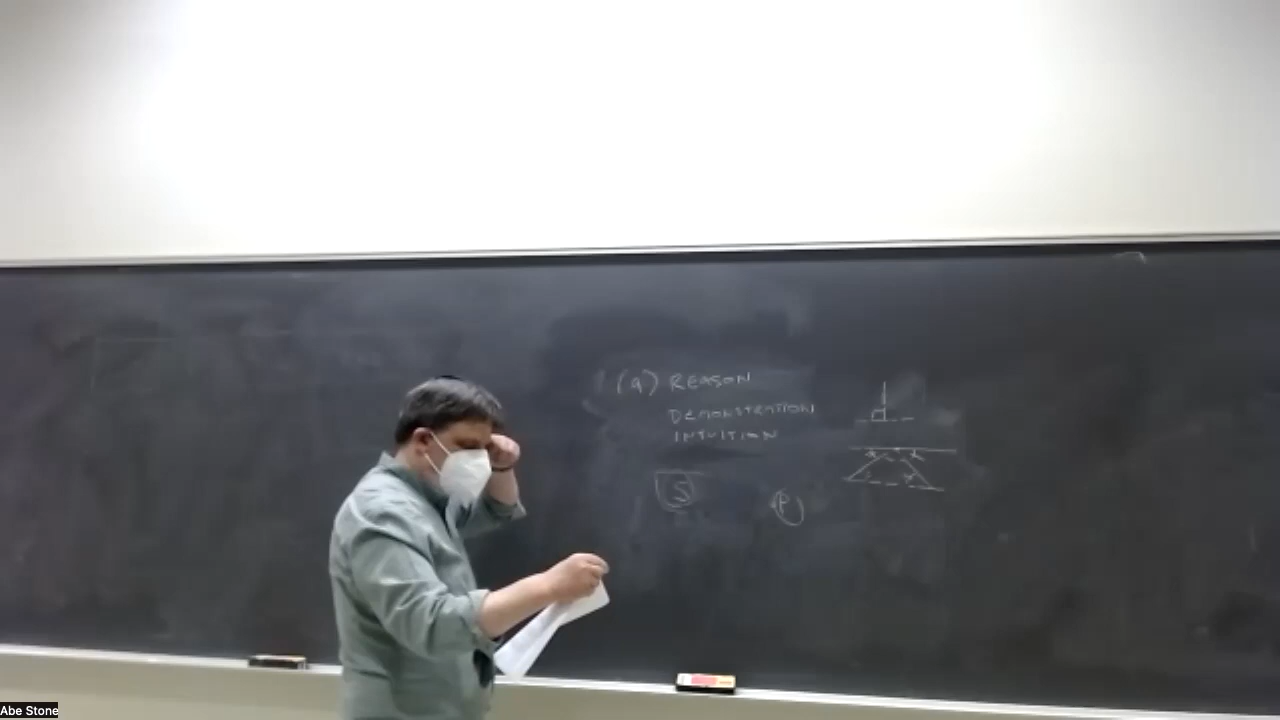 (a) REASON
DEMONSTRATION
INTUITION
S
P
Abe Stone